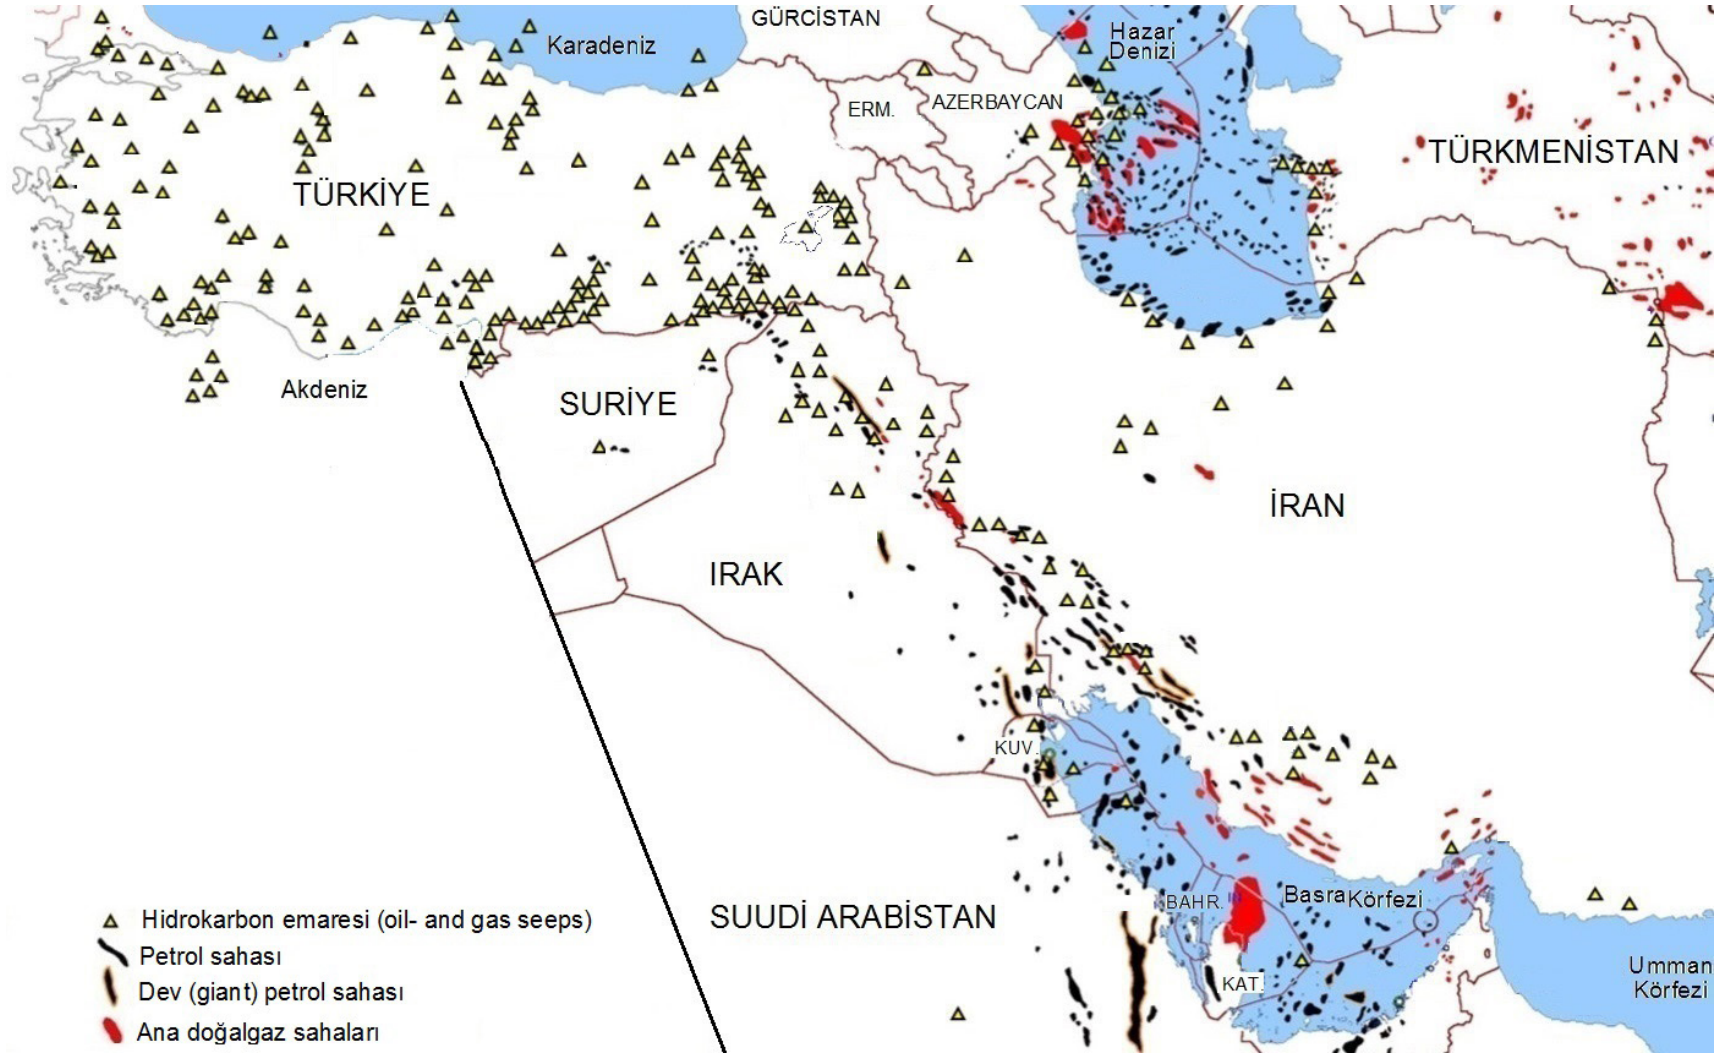 GÜRCİSTAN
Hazar
Denizi
Karadeniz
ERM.
AZERBAYCAN
TÜRKMENİSTAN
TÜRKİYE
Akdeniz
SURİYE
İRAN
IRAK
KUV.
SUUDİ ARABİSTAN
BAHR.
Basra Körfezi
KAT.
Umman
Körfezi
Hidrokarbon emaresi (oil- and gas seeps)
Petrol sahası
Dev (giant) petrol sahası
Ana doğalgaz sahaları